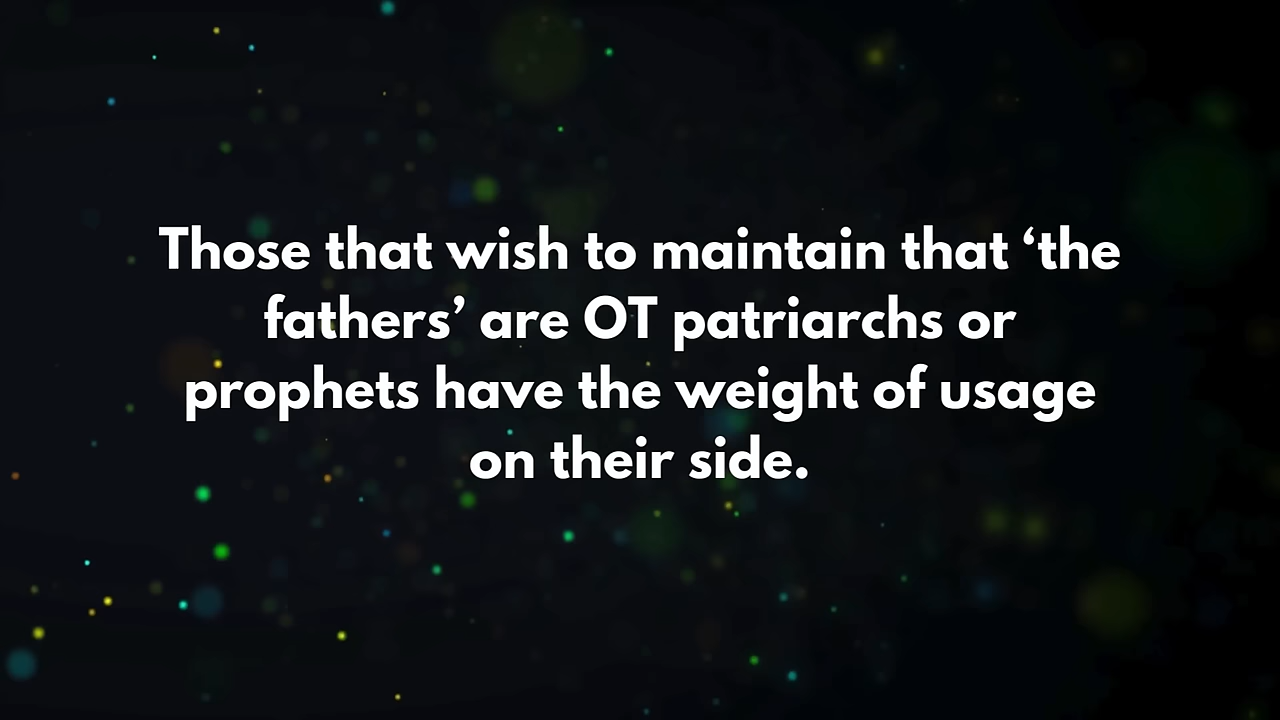 Those that wish to maintain that ‘the
fathers’ are OT patriarchs or
prophets have the weight of usage
on their side.